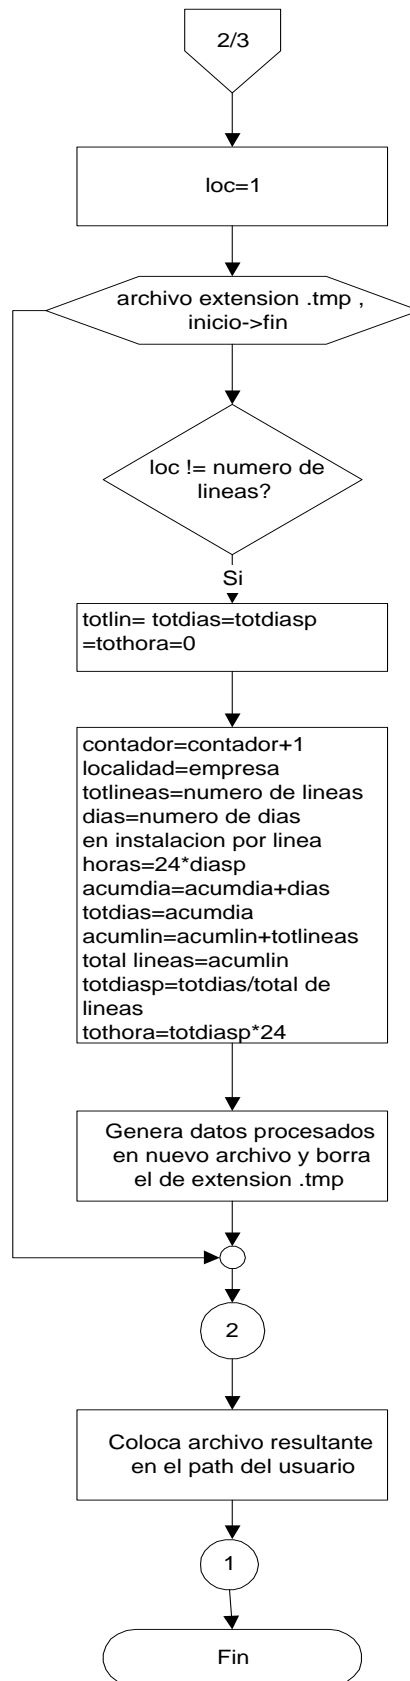 2/3
loc=1
archivo extension .tmp ,
inicio->fin
loc != numero de
lineas?
Si
totlin= totdias=totdiasp
=tothora=0
contador=contador+1
localidad=empresa
totlineas=numero de lineas
dias=numero de dias
en instalacion por linea
horas=24*diasp
acumdia=acumdia+dias
totdias=acumdia
acumlin=acumlin+totlineas
total lineas=acumlin
totdiasp=totdias/total de
lineas
tothora=totdiasp*24
Genera datos procesados
en nuevo archivo y borra
el de extension .tmp
2
Coloca archivo resultante
en el path del usuario
1
Fin